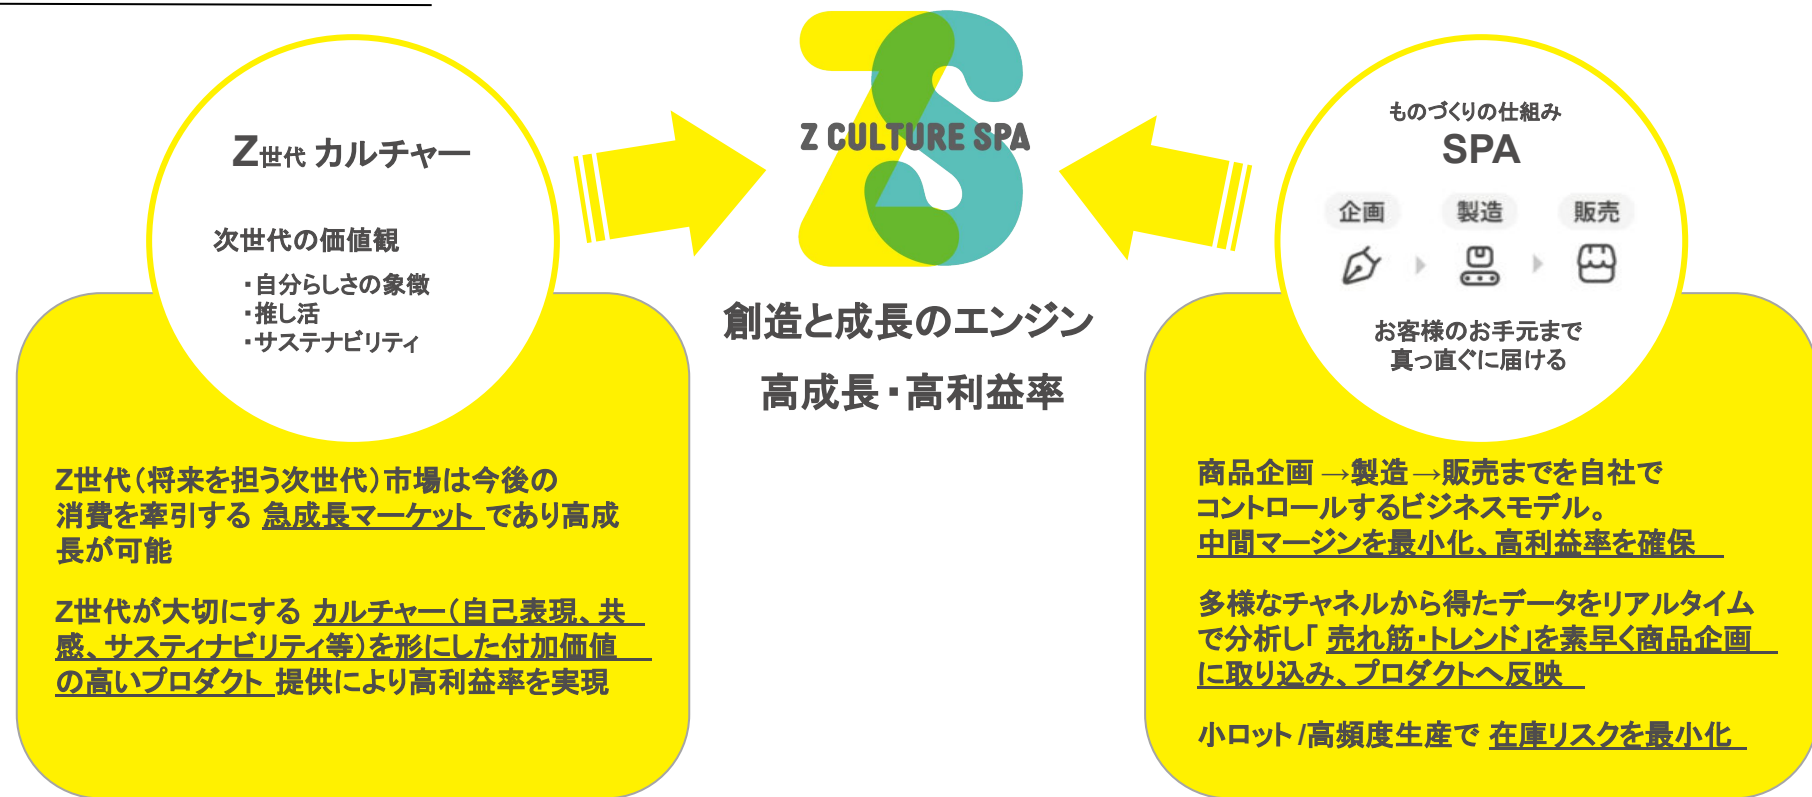 Z世代 カルチャー
次世代の価値観
・自分らしさの象徴
・推し活
・サステナビリティ
Z世代（将来を担う次世代）市場は今後の
消費を牽引する 急成長マーケット であり高成
長が可能
Z世代が大切にする カルチャー（自己表現、共
感、サスティナビリティ等）を形にした付加価値
の高いプロダクト 提供により高利益率を実現
Z CULTURE SPA
創造と成長のエンジン
高成長・高利益率
ものづくりの仕組み
SPA
企画 製造 販売
お客様のお手元まで
真っ直ぐに届ける
商品企画 →製造→販売までを自社で
コントロールするビジネスモデル。
中間マージンを最小化、高利益率を確保
多様なチャネルから得たデータをリアルタイム
で分析し「 売れ筋・トレンド」を素早く商品企画
に取り込み、プロダクトへ反映
小ロット/高頻度生産で 在庫リスクを最小化